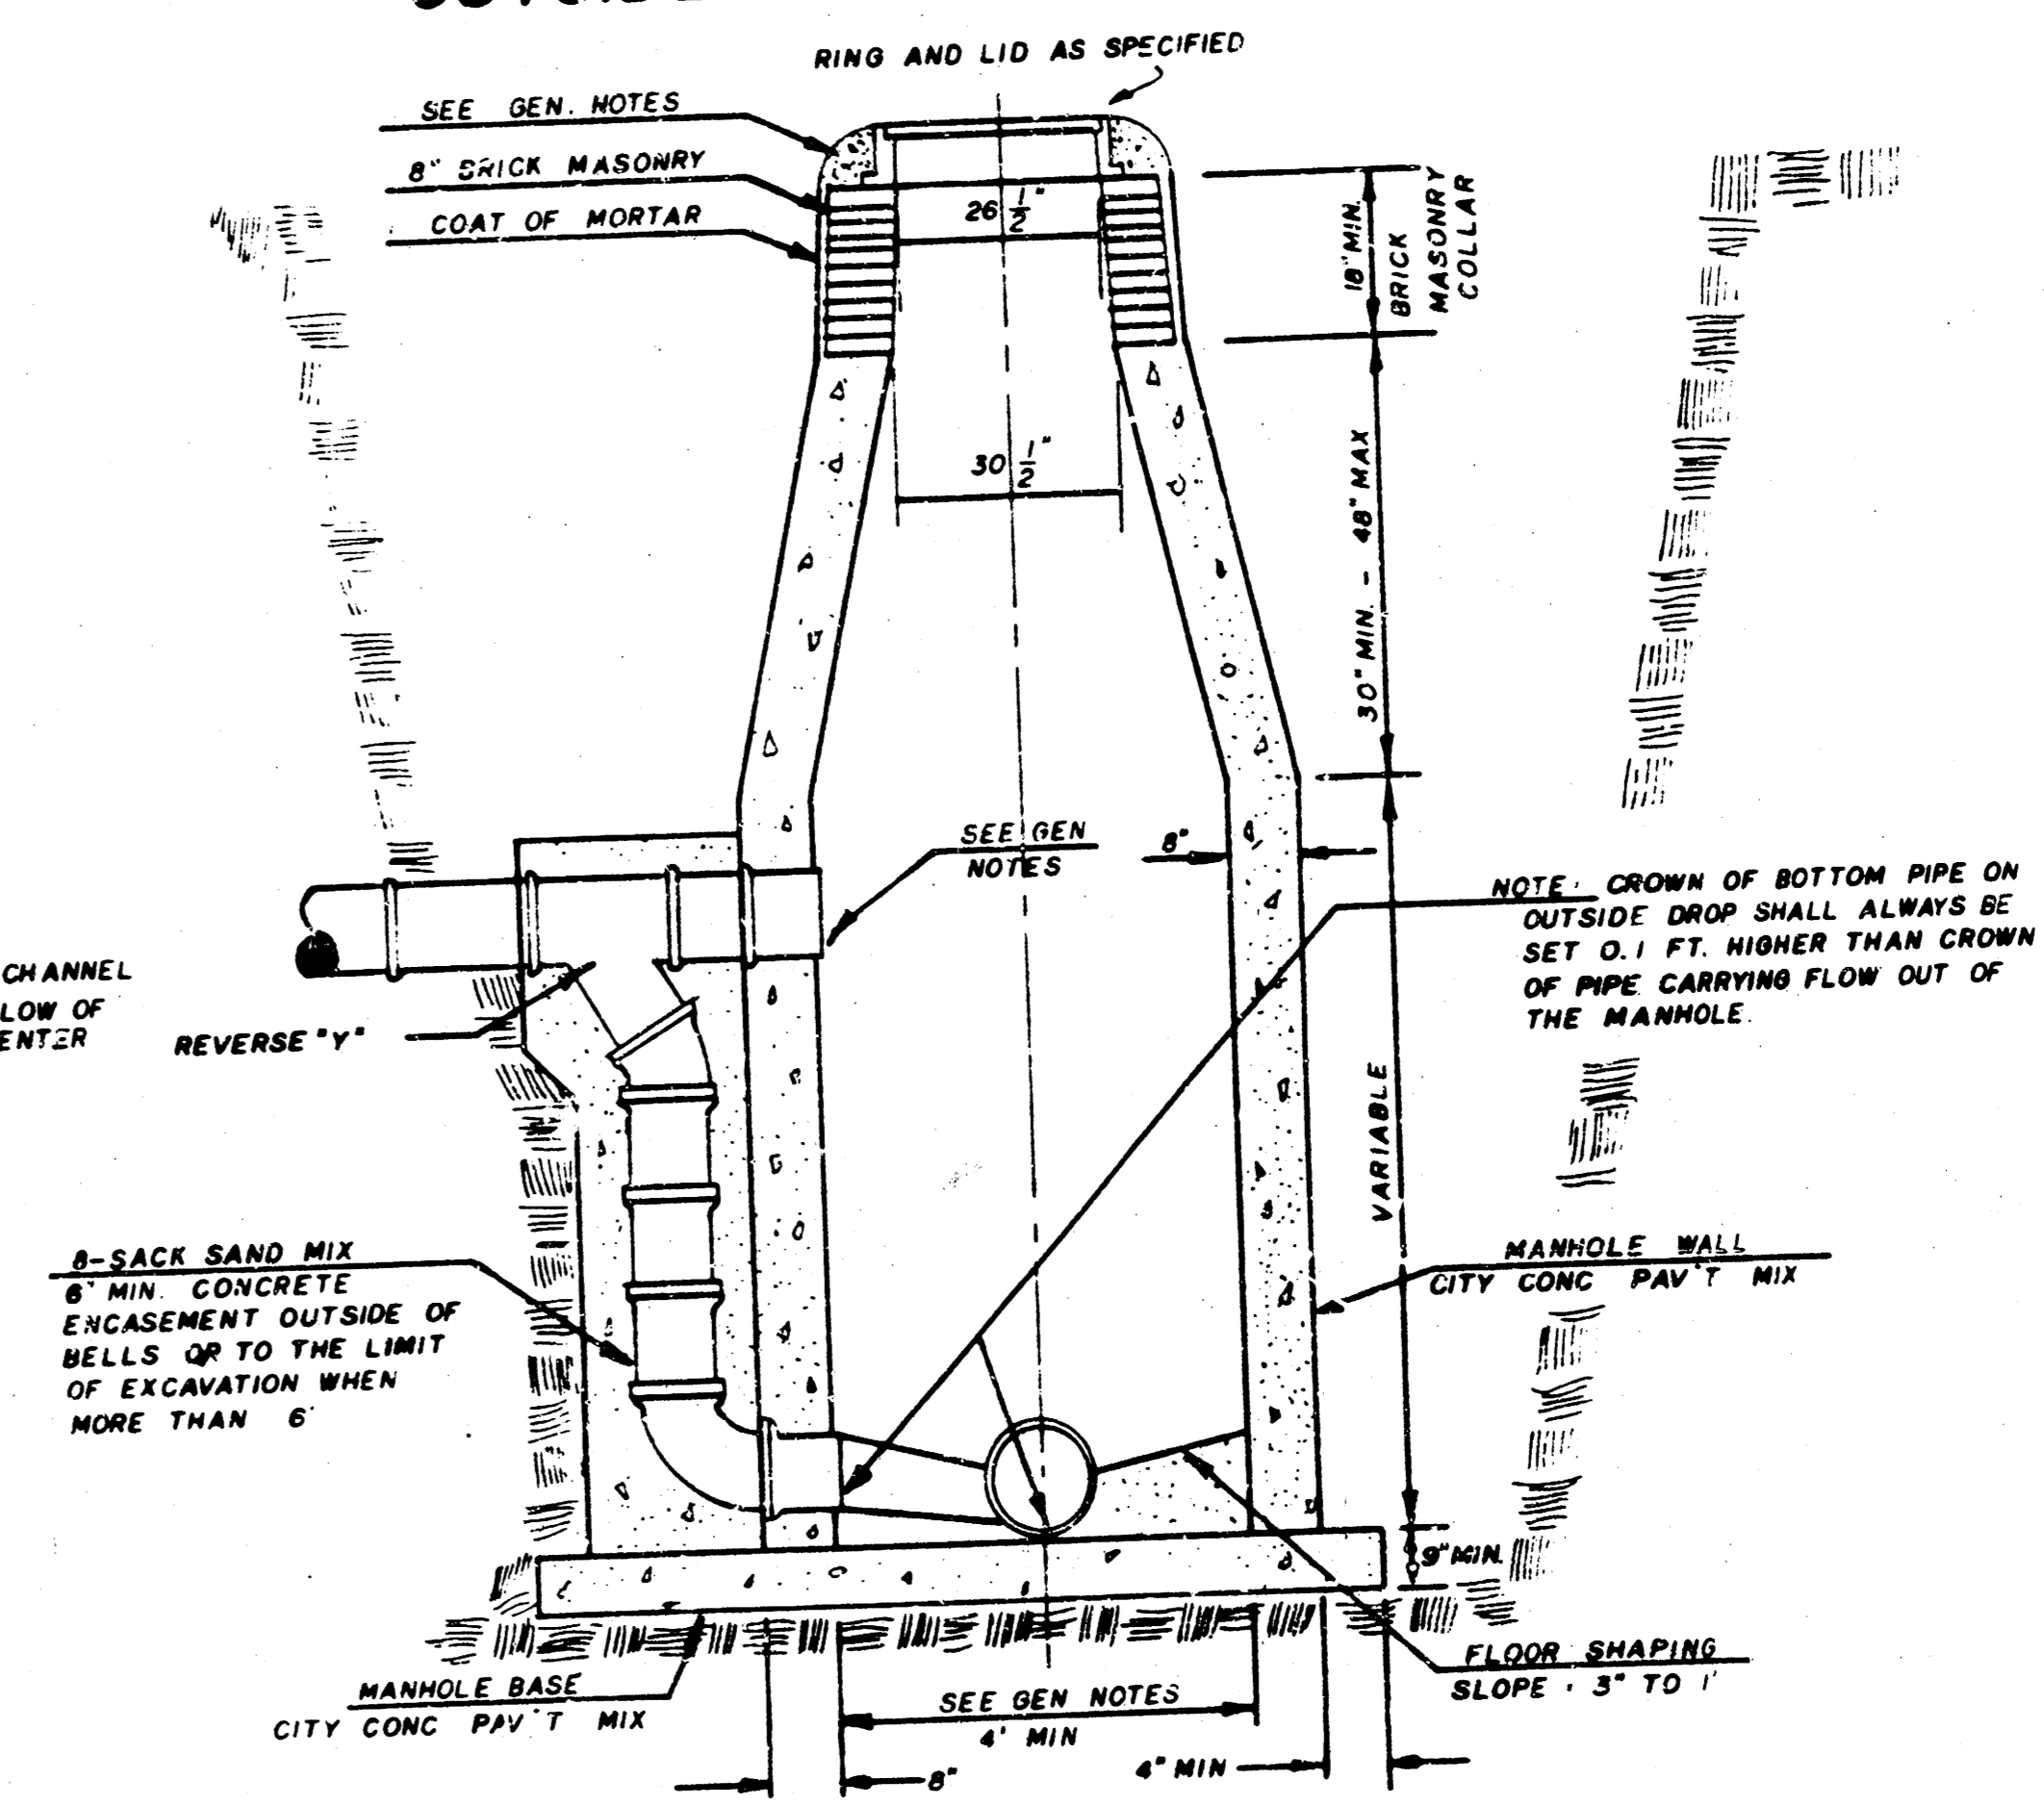 RING AND LID AS SPECIFIED
SEE GEN. NOTES
8" BRICK MASONRY
COAT OF MORTAR
26 1/2"
18" MIN.
BRICK
MASONRY
COLLAR
30 1/2"
30" MIN. - 48" MAX
SEE GEN
NOTES
8"
NOTE: CROWN OF BOTTOM PIPE ON
OUTSIDE DROP SHALL ALWAYS BE
SET 0.1 FT. HIGHER THAN CROWN
OF PIPE CARRYING FLOW OUT OF
THE MANHOLE.
CHANNEL
LOW OF
ENTER
REVERSE "Y"
VARIABLE
8-SACK SAND MIX
6" MIN. CONCRETE
ENCASEMENT OUTSIDE OF
BELLS OR TO THE LIMIT
OF EXCAVATION WHEN
MORE THAN 6"
MANHOLE WALL
CITY CONC PAV'T MIX
9" MIN.
FLOOR SHAPING
SLOPE : 3" TO 1'
MANHOLE BASE
CITY CONC PAV'T MIX
SEE GEN NOTES
4' MIN
8"
4" MIN